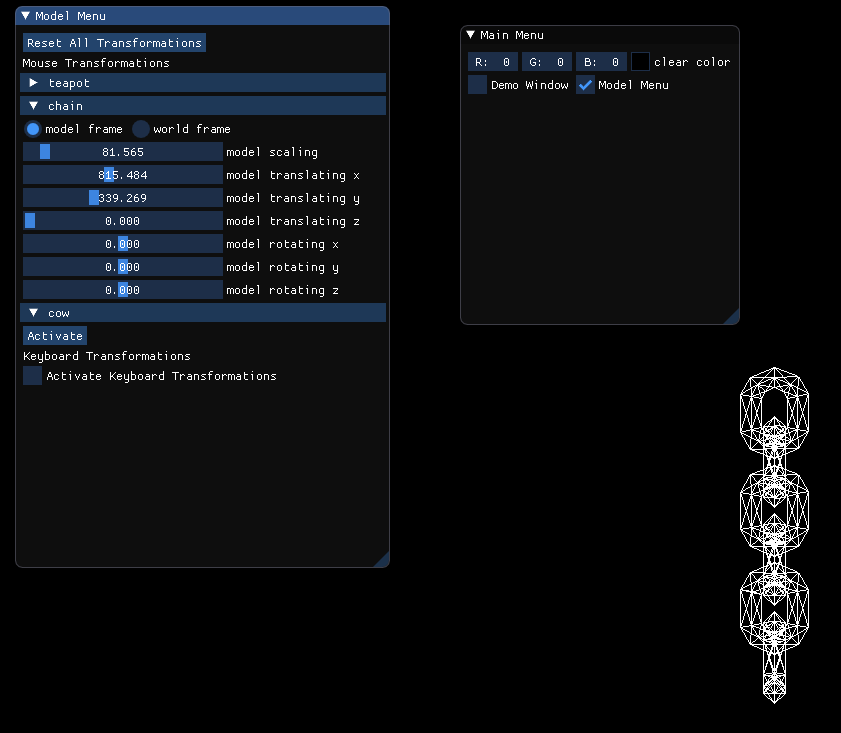 Model Menu
Reset All Transformations
Mouse Transformations
teapot
chain
model frame world frame
81.565 model scaling
815.484 model translating x
339.269 model translating y
0.000 model translating z
0.000 model rotating x
0.000 model rotating y
0.000 model rotating z
cow
Activate
Keyboard Transformations
Activate Keyboard Transformations
Main Menu
R: 0 G: 0 B: 0 clear color
Demo Window Model Menu